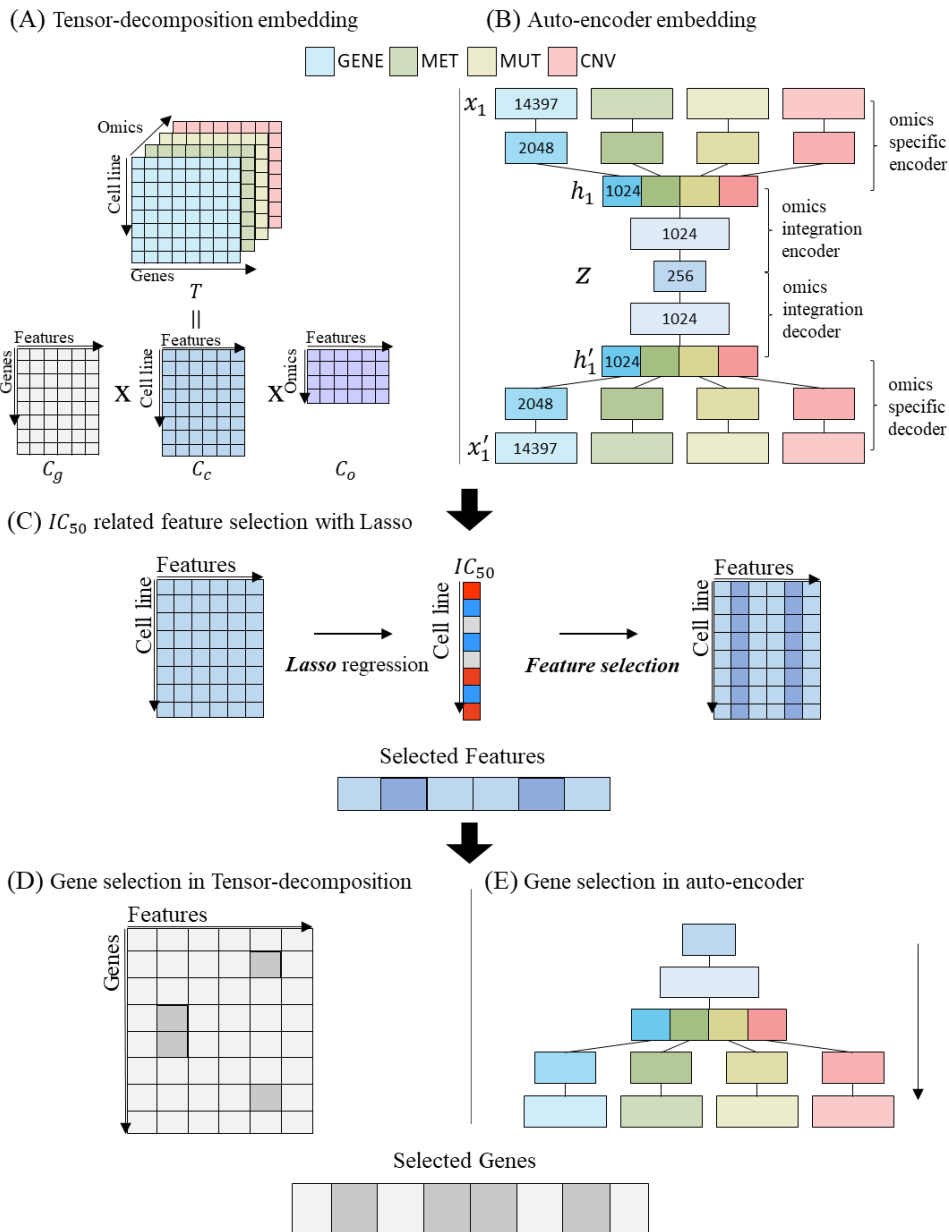 (A) Tensor-decomposition embedding
(B) Auto-encoder embedding
GENE MET MUT CNV
Omics
Cell line
Genes
T
=
Features
Genes
C_g
X
Features
Cell line
C_c
X
Features
Omics
C_o
x_1 14397
2048
h_1 1024
1024
Z 256
1024
h'_1 1024
2048
x'_1 14397
omics
specific
encoder
omics
integration
encoder
omics
integration
decoder
omics
specific
decoder
(C) IC_50 related feature selection with Lasso
Features
Cell line
Lasso regression
IC_50
Cell line
Feature selection
Features
Cell line
Selected Features
(D) Gene selection in Tensor-decomposition
Features
Genes
(E) Gene selection in auto-encoder
Selected Genes